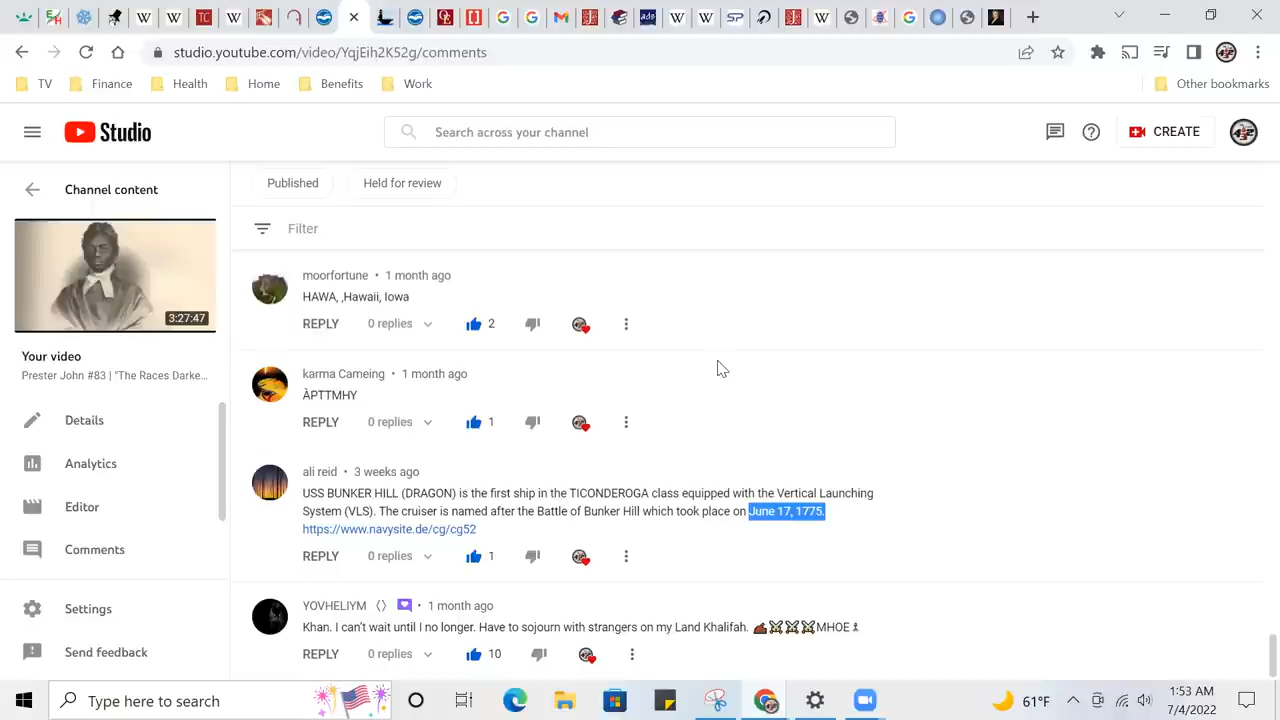 studio.youtube.com/video/YqjEih2K52g/comments
TV Finance Health Home Benefits Work Other bookmarks
Studio Search across your channel CREATE
Channel content
3:27:47
Your video
Prester John #83 | "The Races Darke...
Details
Analytics
Editor
Comments
Settings
Send feedback
Published Held for review
Filter
moorfortune • 1 month ago
HAWA, ,Hawaii, Iowa
REPLY 0 replies 2
karma Cameing • 1 month ago
ÀPTTMHY
REPLY 0 replies 1
ali reid • 3 weeks ago
USS BUNKER HILL (DRAGON) is the first ship in the TICONDEROGA class equipped with the Vertical Launching
System (VLS). The cruiser is named after the Battle of Bunker Hill which took place on June 17, 1775.
https://www.navysite.de/cg/cg52
REPLY 0 replies 1
YOVHELIYM • 1 month ago
Khan. I can't wait until I no longer. Have to sojourn with strangers on my Land Khalifah. MHOE
REPLY 0 replies 10
Type here to search 61°F 1:53 AM
7/4/2022